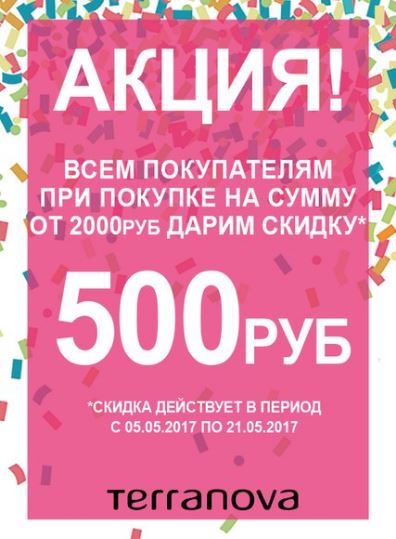 АКЦИЯ!
ВСЕМ ПОКУПАТЕЛЯМ
ПРИ ПОКУПКЕ НА СУММУ
ОТ 2000РУБ ДАРИМ СКИДКУ*
500РУБ
*СКИДКА ДЕЙСТВУЕТ В ПЕРИОД
С 05.05.2017 ПО 21.05.2017
terranova